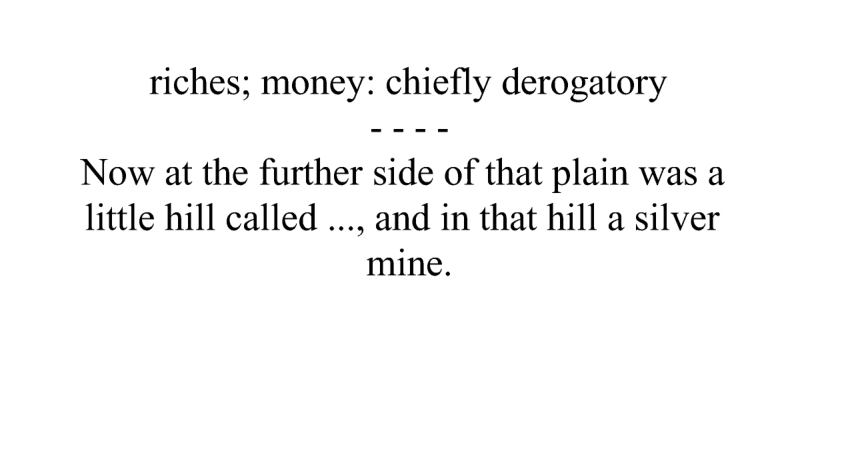 riches; money: chiefly derogatory
- - - -
Now at the further side of that plain was a
little hill called ..., and in that hill a silver
mine.